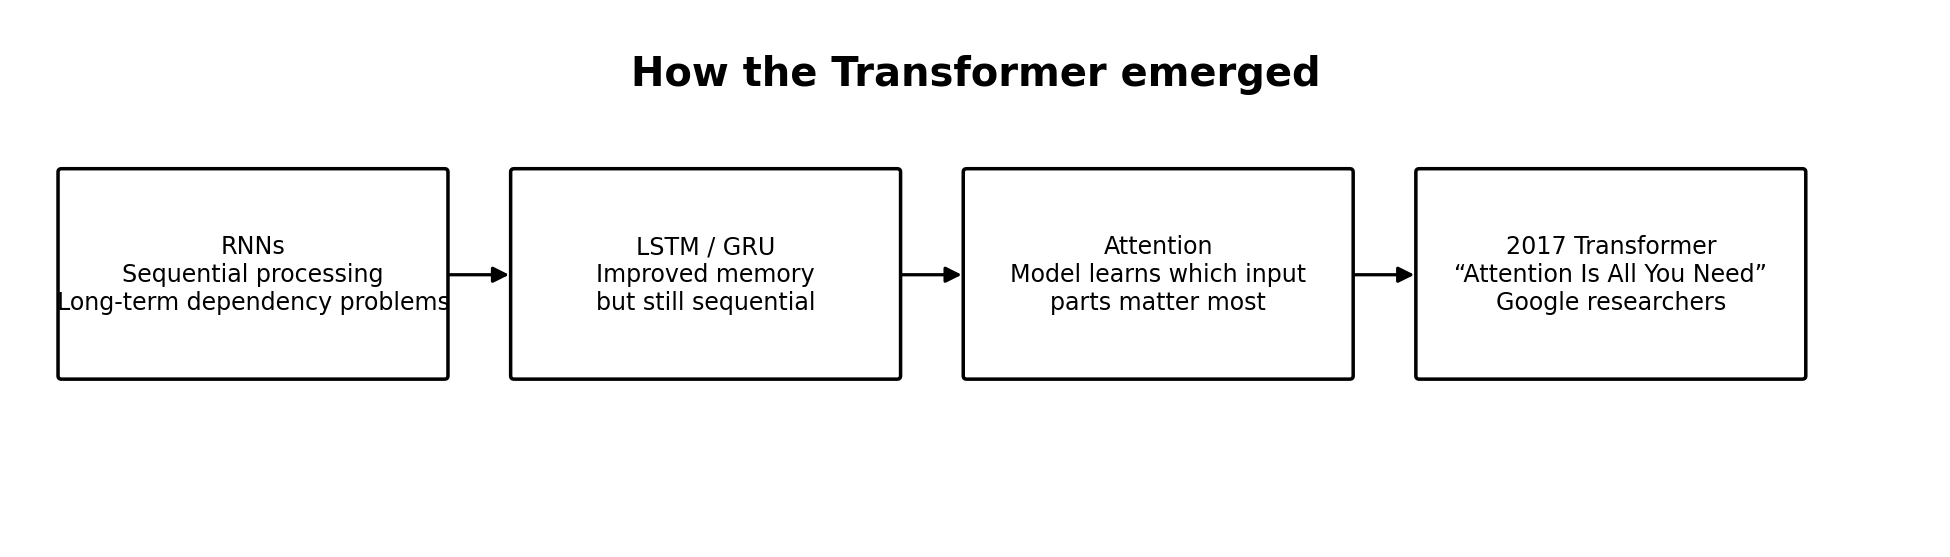 How the Transformer emerged
RNNs
Sequential processing
Long-term dependency problems
LSTM / GRU
Improved memory
but still sequential
Attention
Model learns which input
parts matter most
2017 Transformer
“Attention Is All You Need”
Google researchers